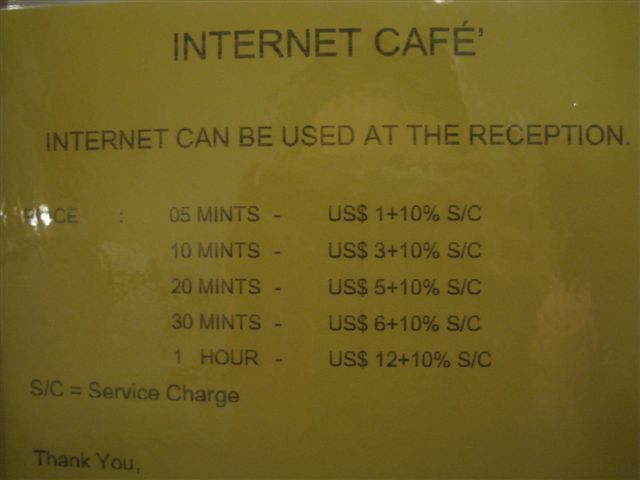 INTERNET CAFÉ'
INTERNET CAN BE USED AT THE RECEPTION.
PRICE : 05 MINTS - US$ 1+10% S/C
10 MINTS - US$ 3+10% S/C
20 MINTS - US$ 5+10% S/C
30 MINTS - US$ 6+10% S/C
1 HOUR - US$ 12+10% S/C
S/C = Service Charge
Thank You,